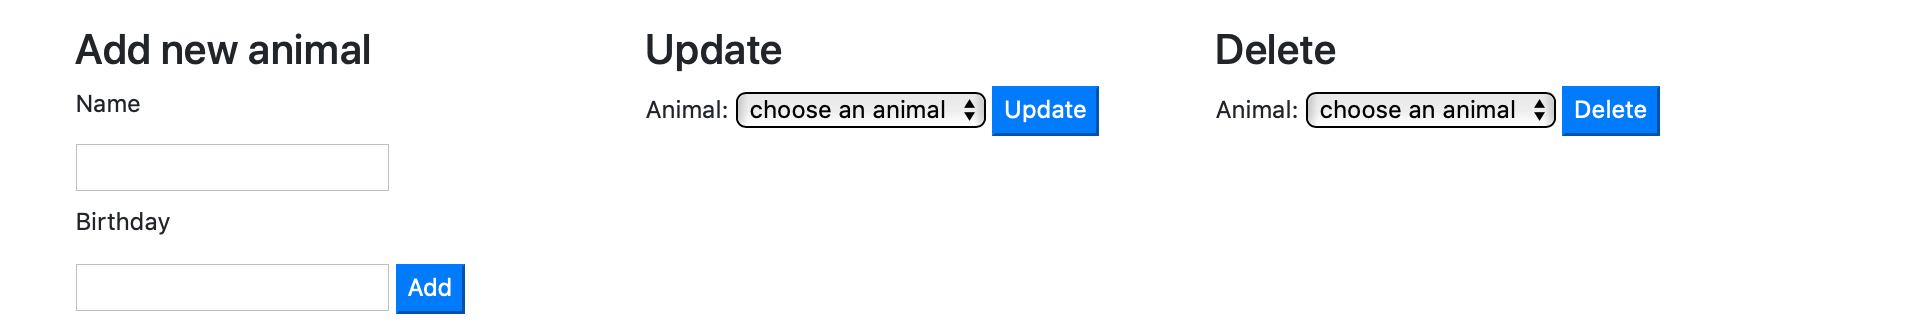 Add new animal
Name
Birthday
Add
Update
Animal: choose an animal Update
Delete
Animal: choose an animal Delete